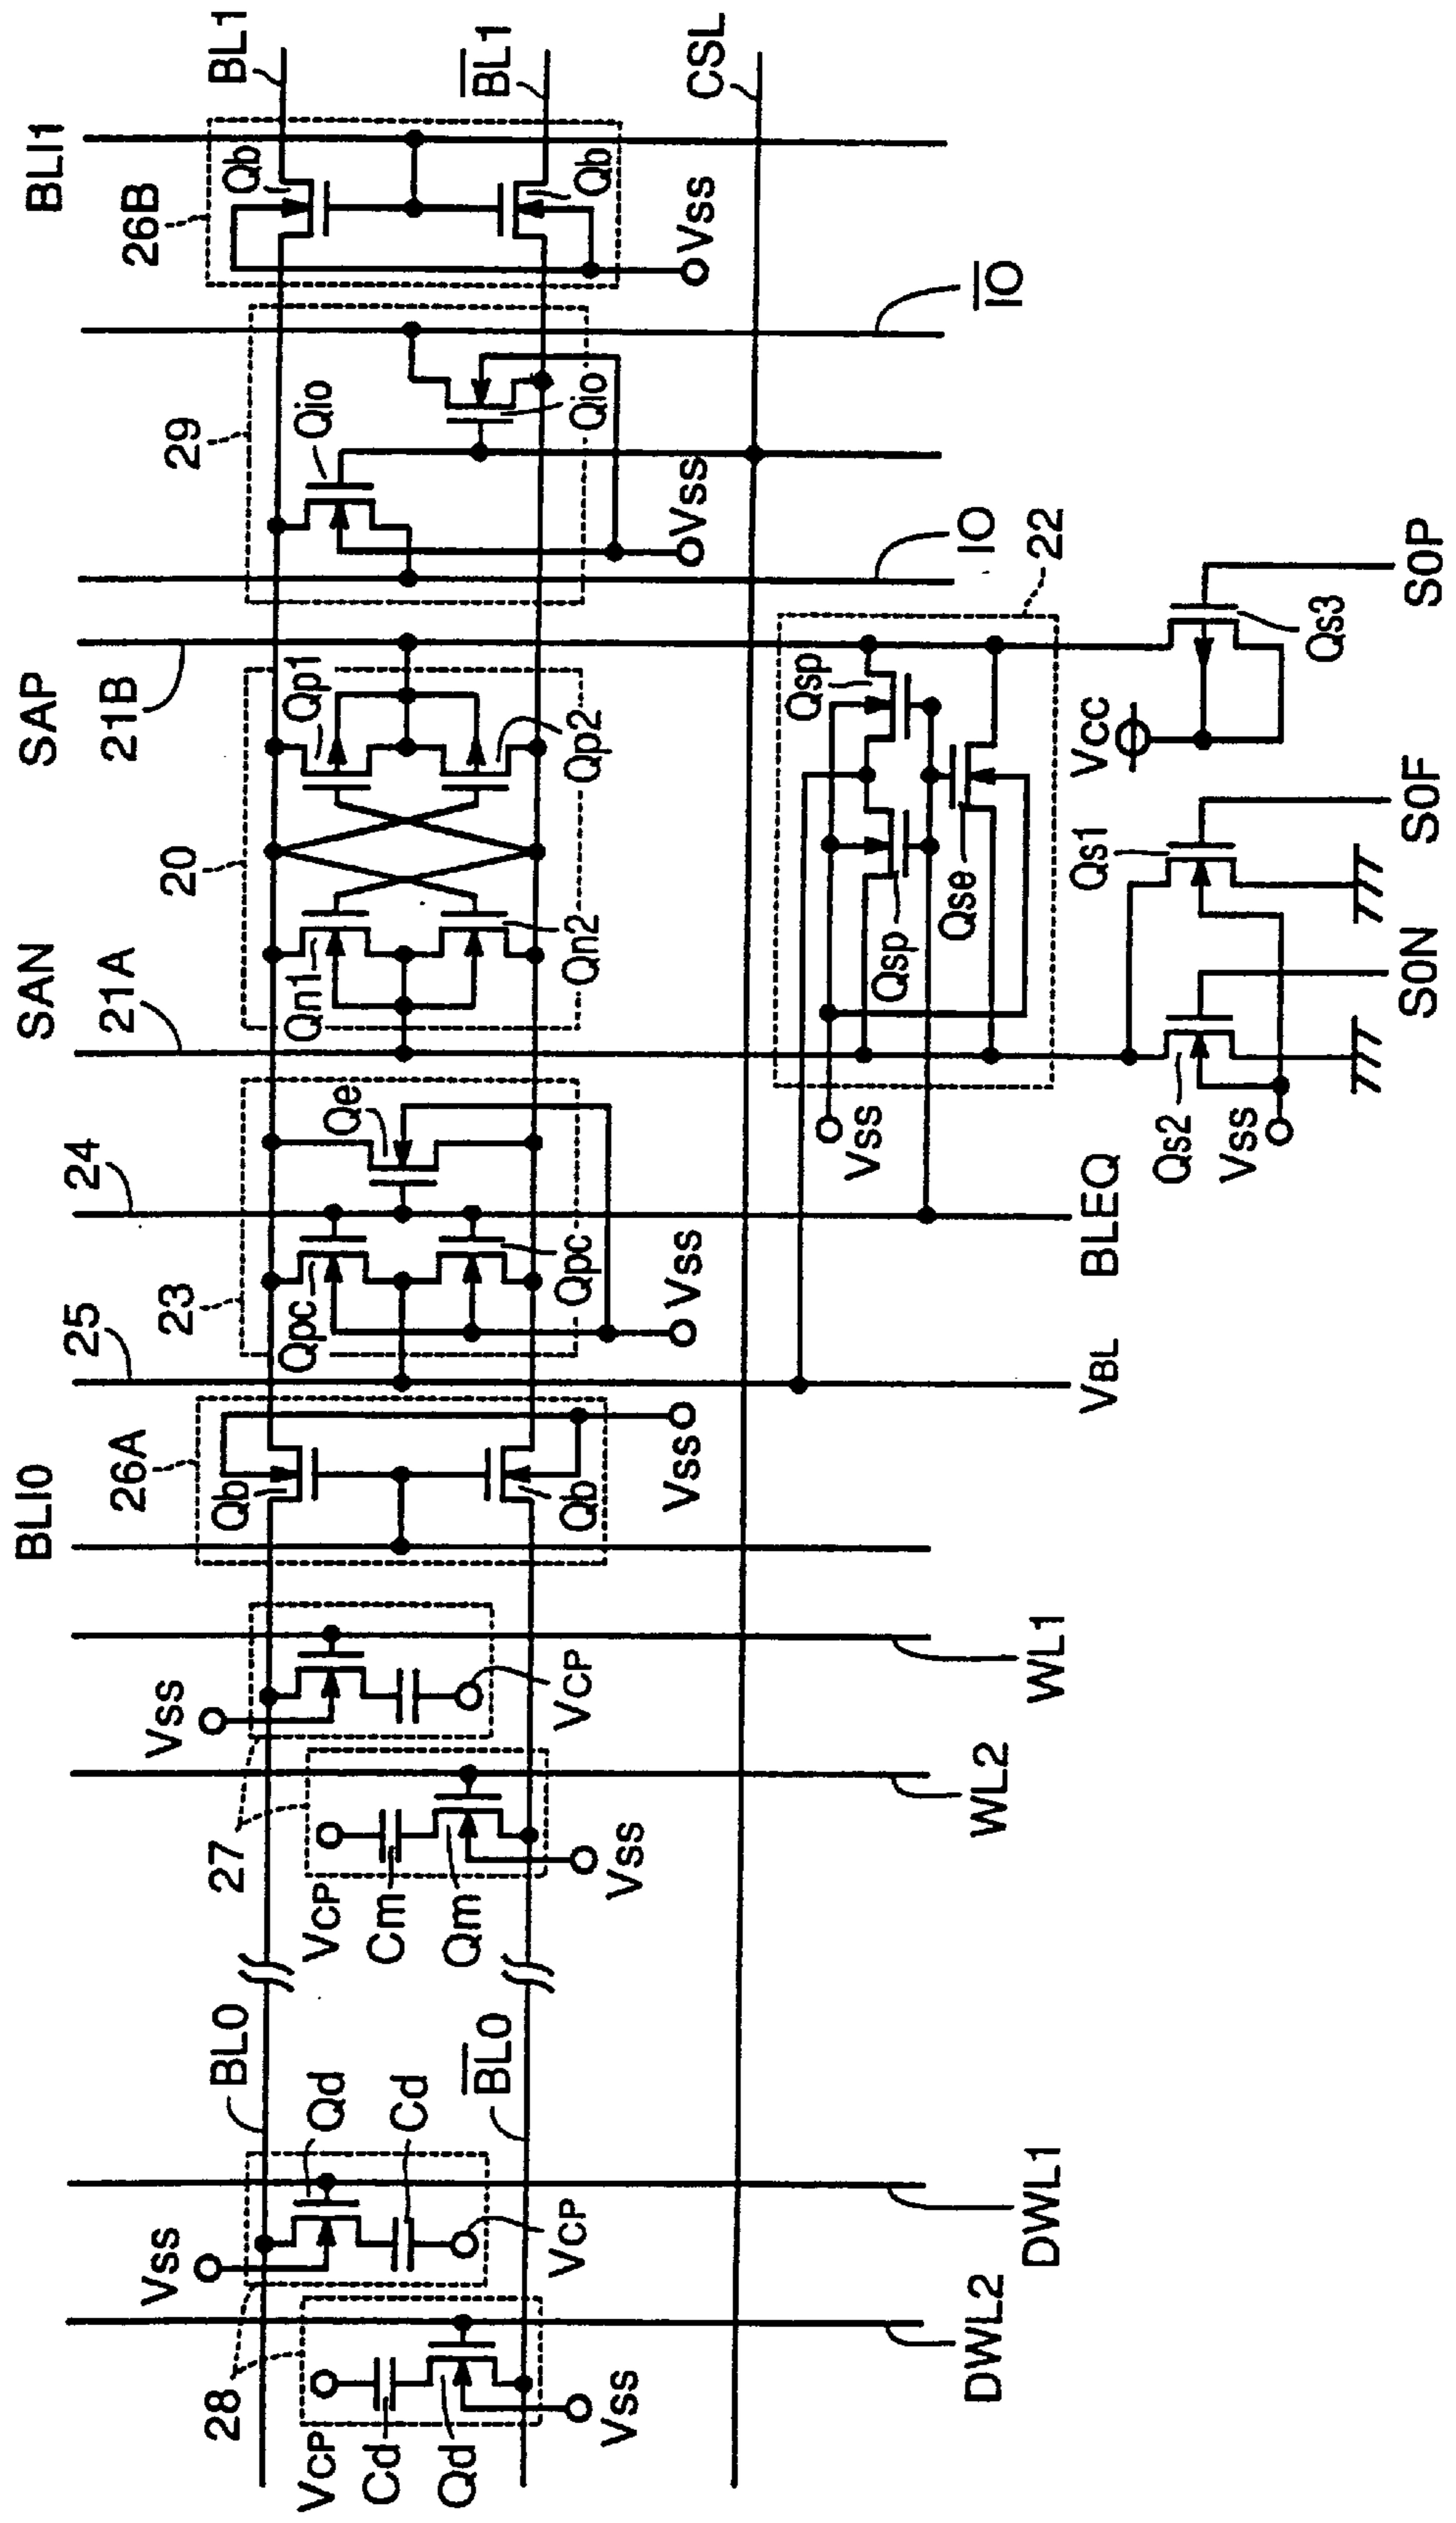 BLI0
SAN
SAP
BLI1
25
24
21A
21B
28
Vss
BL0
27
Vss
26A
23
20
29
26B
BL1
Qd
Qb
Qpc
Qe
Qn1
Qp1
Qio
Qb
Vcp
Cd
Cd
Vcp
Cm
Qd
Vcp
BL0
Qm
Vcp
Qb
Qpc
Qn2
Qp2
Qio
Qb
BL1
Vss
Vss
Vss
Vss
Vss
Vss
CSL
DWL2
DWL1
WL2
WL1
VBL
BLEQ
Vss
Qsp
Qsp
Qse
22
IO
IO
Qs2
Vss
Qs1
Vcc
Qs3
S0N
S0F
S0P